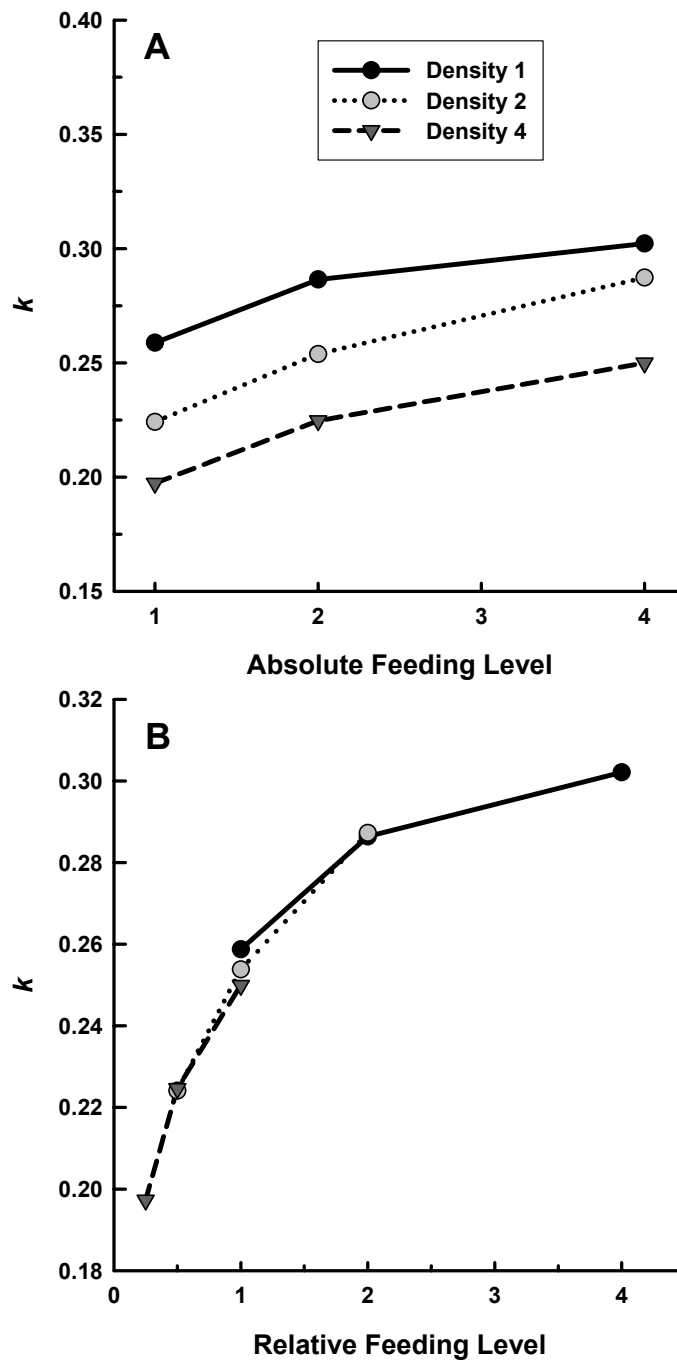 A
Density 1
Density 2
Density 4
0.40
0.35
0.30
0.25
0.20
0.15
k
1 2 3 4
Absolute Feeding Level
B
0.32
0.30
0.28
0.26
0.24
0.22
0.20
0.18
k
0 1 2 3 4
Relative Feeding Level